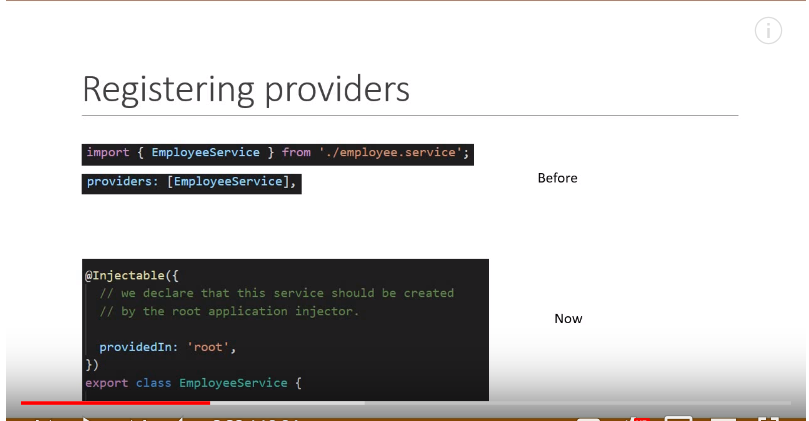 Registering providers
import { EmployeeService } from './employee.service';
providers: [EmployeeService],
Before
@Injectable({
// we declare that this service should be created
// by the root application injector.
providedIn: 'root',
})
export class EmployeeService {
Now